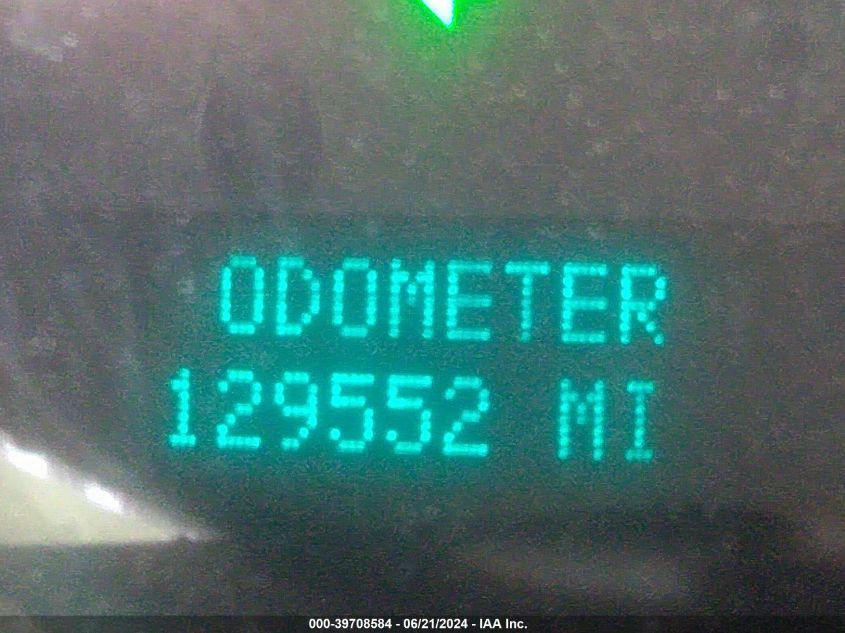 ODOMETER
129552 MI
000-39708584 - 06/21/2024 - IAA Inc.